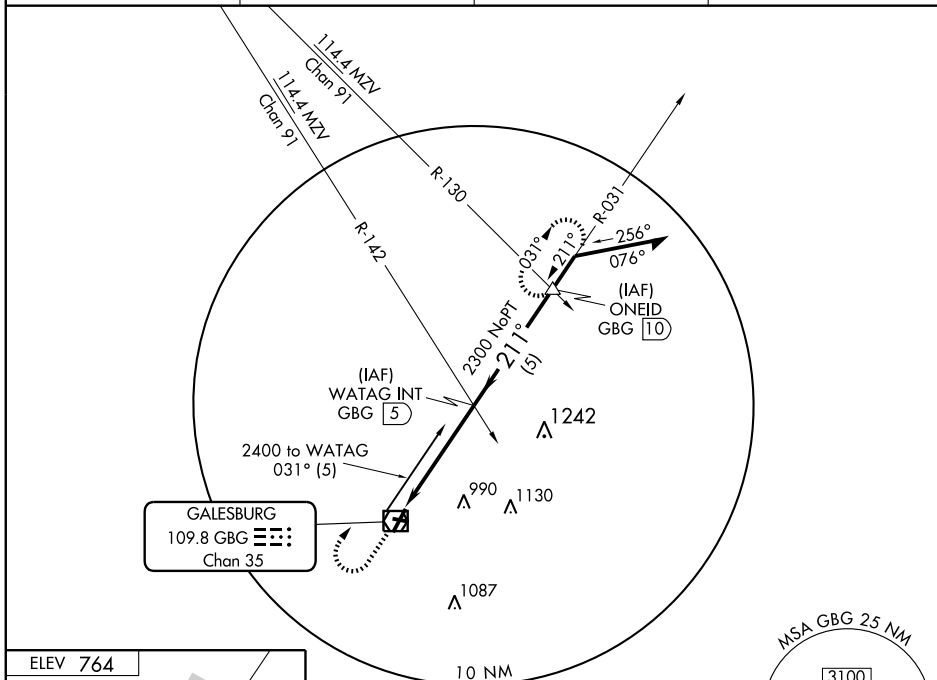 114.4 MZV
Chan 91
114.4 MZV
Chan 91
R-130
R-142
R-031
031°
211°
256°
076°
(IAF)
ONEID
GBG 10
2300 NoPT
211°
(5)
(IAF)
WATAG INT
GBG 5
1242
2400 to WATAG
031° (5)
990
1130
GALESBURG
109.8 GBG
Chan 35
1087
MSA GBG 25 NM
3100
ELEV 764
10 NM